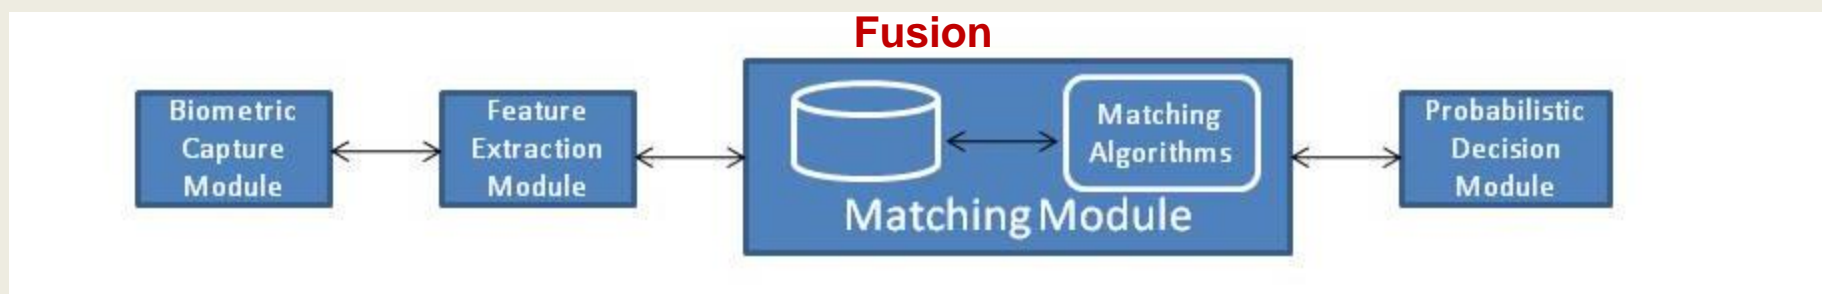 Fusion
Biometric
Capture
Module
Feature
Extraction
Module
Matching
Algorithms
Matching Module
Probabilistic
Decision
Module